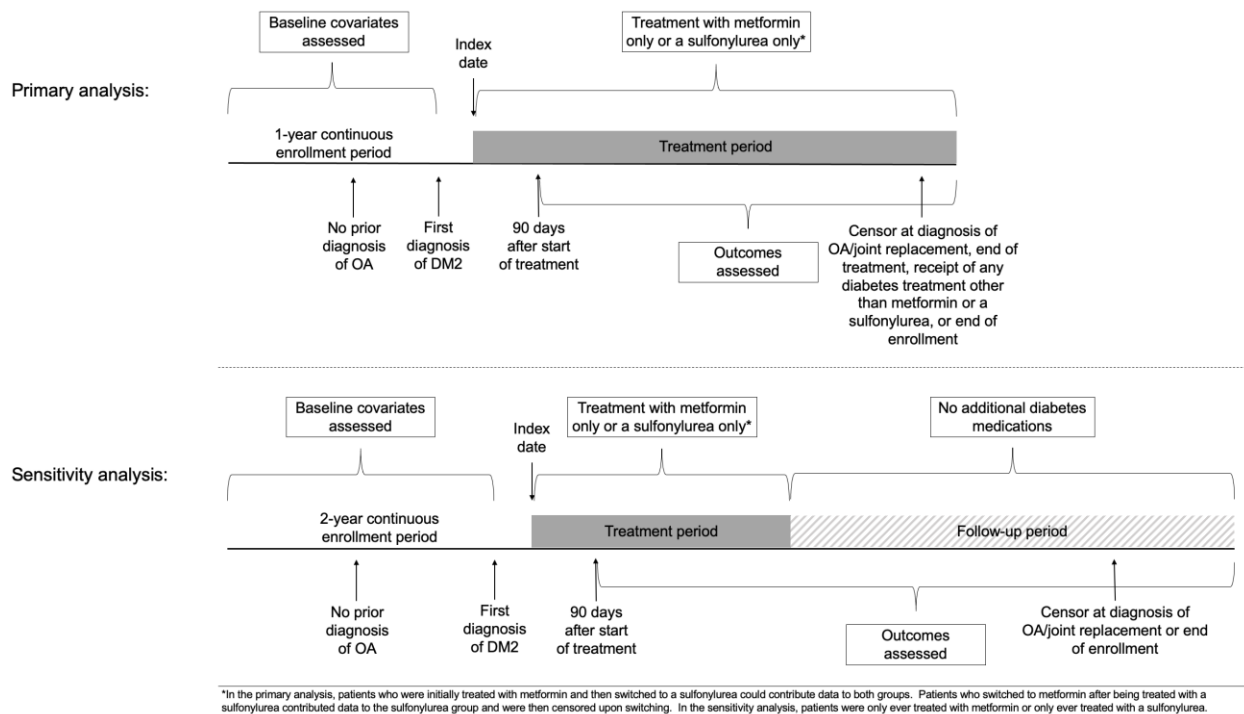 Baseline covariates
assessed
Treatment with metformin
only or a sulfonylurea only*
Index
date
Primary analysis:
1-year continuous
enrollment period
Treatment period
No prior
diagnosis
of OA
First
diagnosis
of DM2
90 days
after start
of treatment
Outcomes
assessed
Censor at diagnosis of
OA/joint replacement, end of
treatment, receipt of any
diabetes treatment other
than metformin or a
sulfonylurea, or end of
enrollment
Baseline covariates
assessed
Treatment with metformin
only or a sulfonylurea only*
No additional diabetes
medications
Index
date
Sensitivity analysis:
2-year continuous
enrollment period
Treatment period
Follow-up period
No prior
diagnosis
of OA
First
diagnosis
of DM2
90 days
after start
of treatment
Outcomes
assessed
Censor at diagnosis of
OA/joint replacement or end
of enrollment
*In the primary analysis, patients who were initially treated with metformin and then switched to a sulfonylurea could contribute data to both groups. Patients who switched to metformin after being treated with a
sulfonylurea contributed data to the sulfonylurea group and were then censored upon switching. In the sensitivity analysis, patients were only ever treated with metformin or only ever treated with a sulfonylurea.